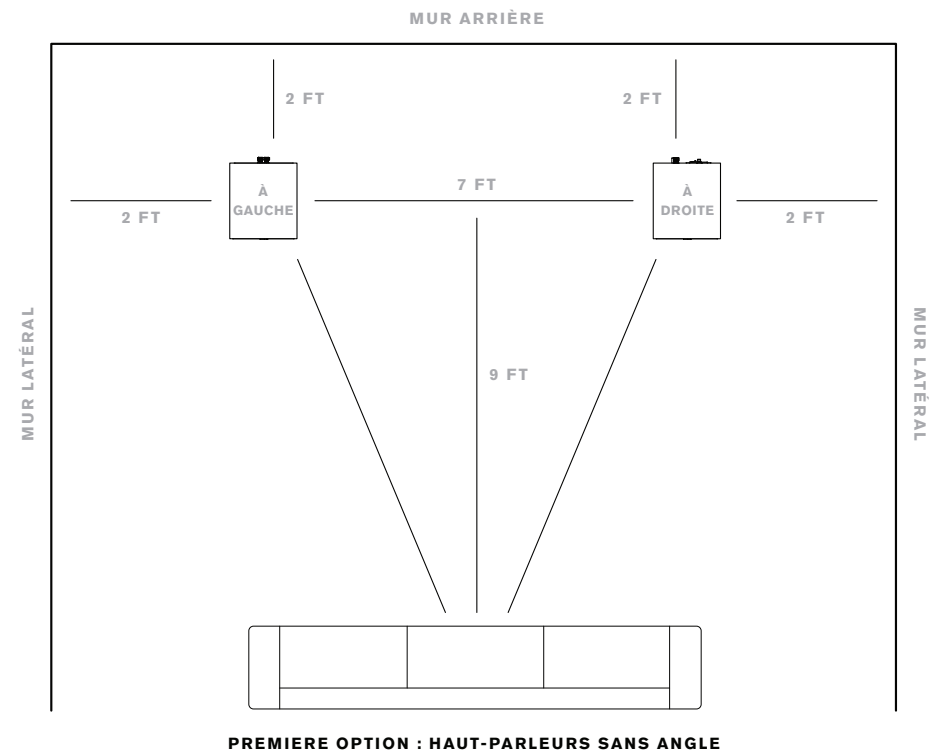 MUR ARRIÈRE
2 FT
2 FT
À
GAUCHE
7 FT
À
DROITE
2 FT
2 FT
MUR LATÉRAL
MUR LATÉRAL
9 FT
PREMIERE OPTION : HAUT-PARLEURS SANS ANGLE